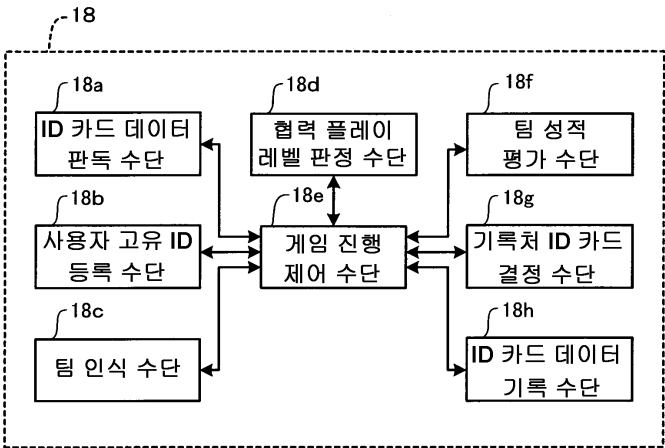 18
18a
ID 카드 데이터
판독 수단
18b
사용자 고유 ID
등록 수단
18c
팀 인식 수단
18d
협력 플레이
레벨 판정 수단
18e
게임 진행
제어 수단
18f
팀 성적
평가 수단
18g
기록처 ID 카드
결정 수단
18h
ID 카드 데이터
기록 수단